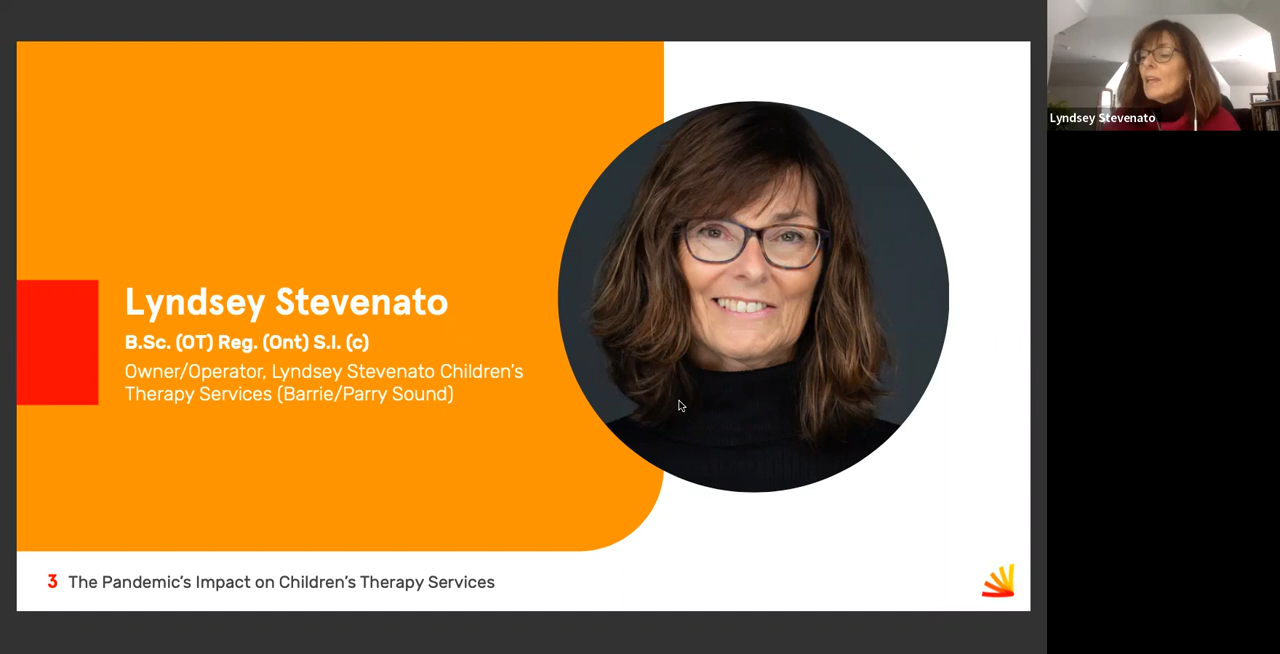 Lyndsey Stevenato
B.Sc. (OT) Reg. (Ont) S.I. (c)
Owner/Operator, Lyndsey Stevenato Children's
Therapy Services (Barrie/Parry Sound)
3 The Pandemic's Impact on Children's Therapy Services
Lyndsey Stevenato